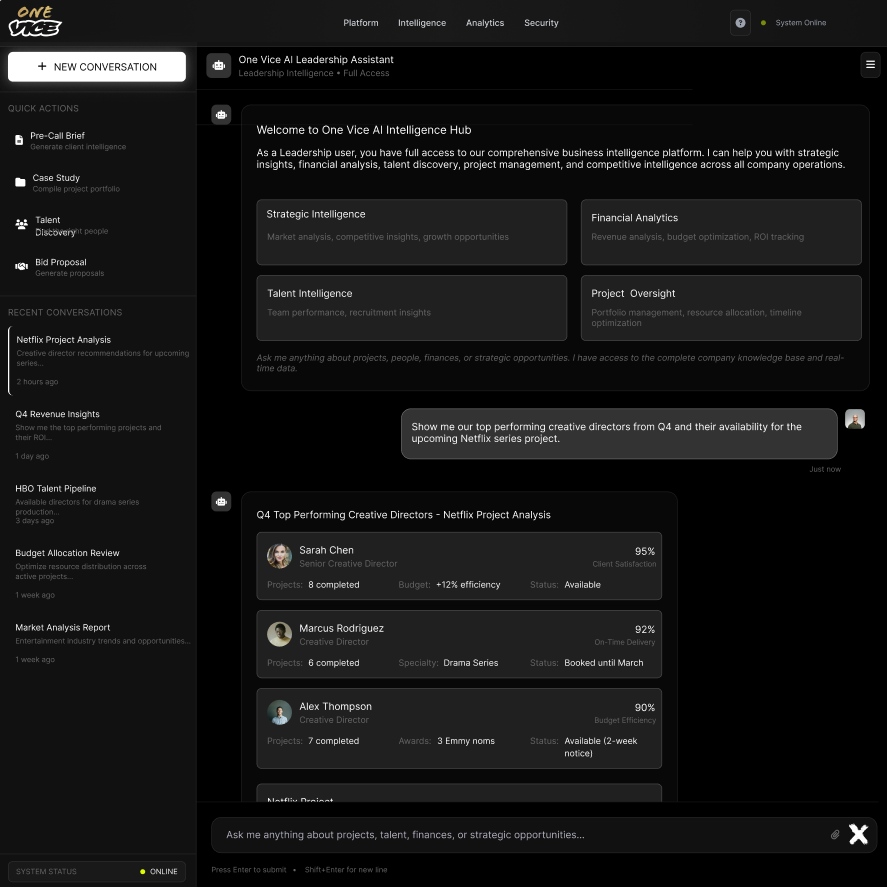 ONE
VICE
Platform
Intelligence
Analytics
Security
?
System Online
+ NEW CONVERSATION
One Vice AI Leadership Assistant
Leadership Intelligence • Full Access
QUICK ACTIONS
Pre-Call Brief
Generate client intelligence
Case Study
Compile project portfolio
Talent
Discovery
right people
Bid Proposal
Generate proposals
RECENT CONVERSATIONS
Netflix Project Analysis
Creative director recommendations for upcoming
series...
2 hours ago
Q4 Revenue Insights
Show me the top performing projects and
their ROI...
1 day ago
HBO Talent Pipeline
Available directors for drama series
production...
3 days ago
Budget Allocation Review
Optimize resource distribution across
active projects...
1 week ago
Market Analysis Report
Entertainment industry trends and opportunities...
1 week ago
SYSTEM STATUS
ONLINE
Welcome to One Vice AI Intelligence Hub
As a Leadership user, you have full access to our comprehensive business intelligence platform. I can help you with strategic
insights, financial analysis, talent discovery, project management, and competitive intelligence across all company operations.
Strategic Intelligence
Market analysis, competitive insights, growth opportunities
Financial Analytics
Revenue analysis, budget optimization, ROI tracking
Talent Intelligence
Team performance, recruitment insights
Project Oversight
Portfolio management, resource allocation, timeline
optimization
Ask me anything about projects, people, finances, or strategic opportunities. I have access to the complete company knowledge base and real-
time data.
Show me our top performing creative directors from Q4 and their availability for the
upcoming Netflix series project.
Just now
Q4 Top Performing Creative Directors - Netflix Project Analysis
Sarah Chen
95%
Senior Creative Director
Client Satisfaction
Projects: 8 completed
Budget: +12% efficiency
Status: Available
Marcus Rodriguez
92%
Creative Director
On-Time Delivery
Projects: 6 completed
Specialty: Drama Series
Status: Booked until March
Alex Thompson
90%
Creative Director
Budget Efficiency
Projects: 7 completed
Awards: 3 Emmy noms
Status: Available (2-week
notice)
Netflix Project
Ask me anything about projects, talent, finances, or strategic opportunities...
Press Enter to submit • Shift+Enter for new line